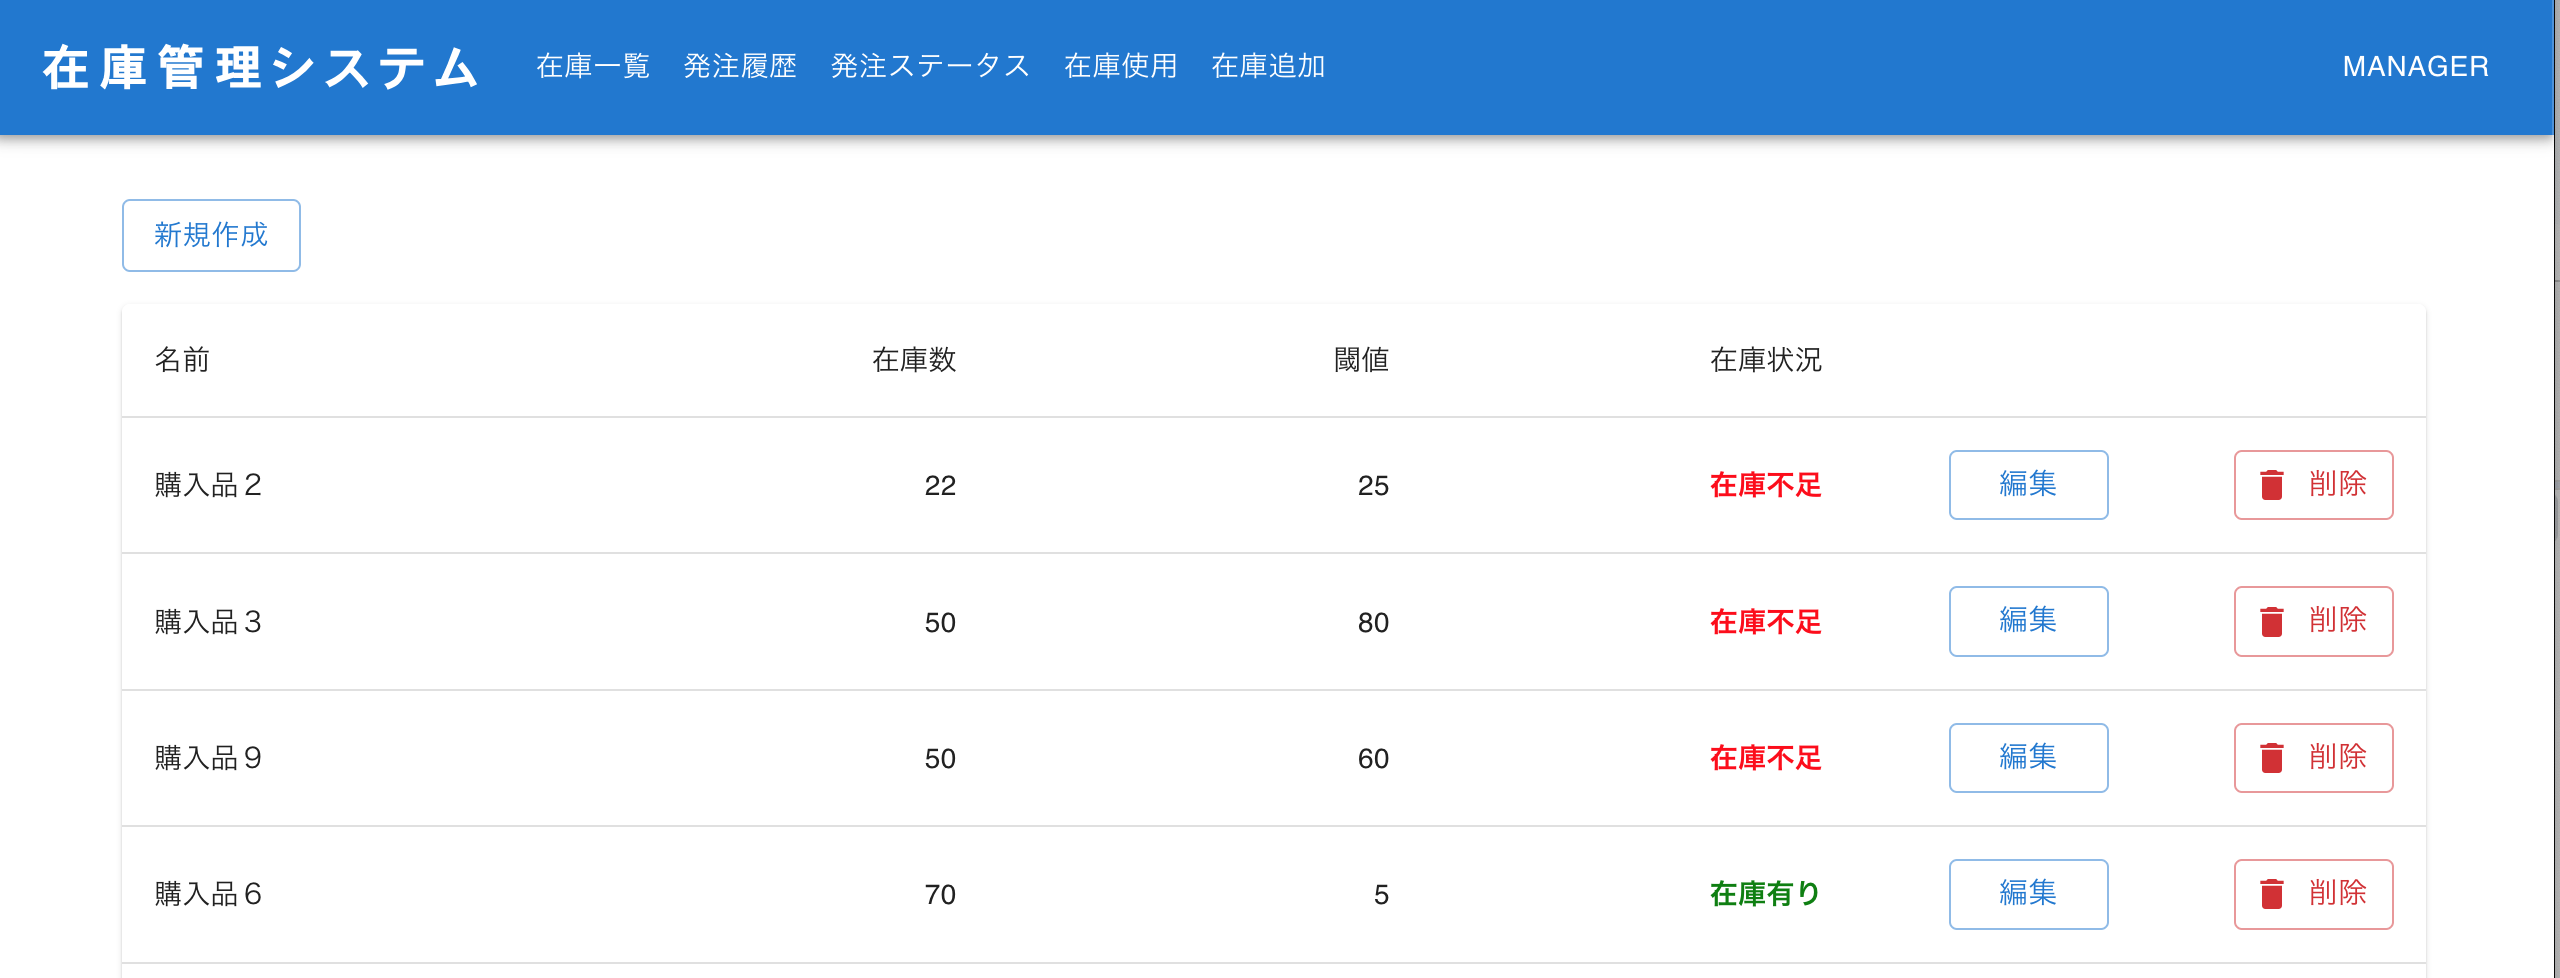 在庫管理システム 在庫一覧 発注履歴 発注ステータス 在庫使用 在庫追加 MANAGER
新規作成
名前 在庫数 閾値 在庫状況
購入品２ 22 25 在庫不足 編集 削除
購入品３ 50 80 在庫不足 編集 削除
購入品９ 50 60 在庫不足 編集 削除
購入品６ 70 5 在庫有り 編集 削除